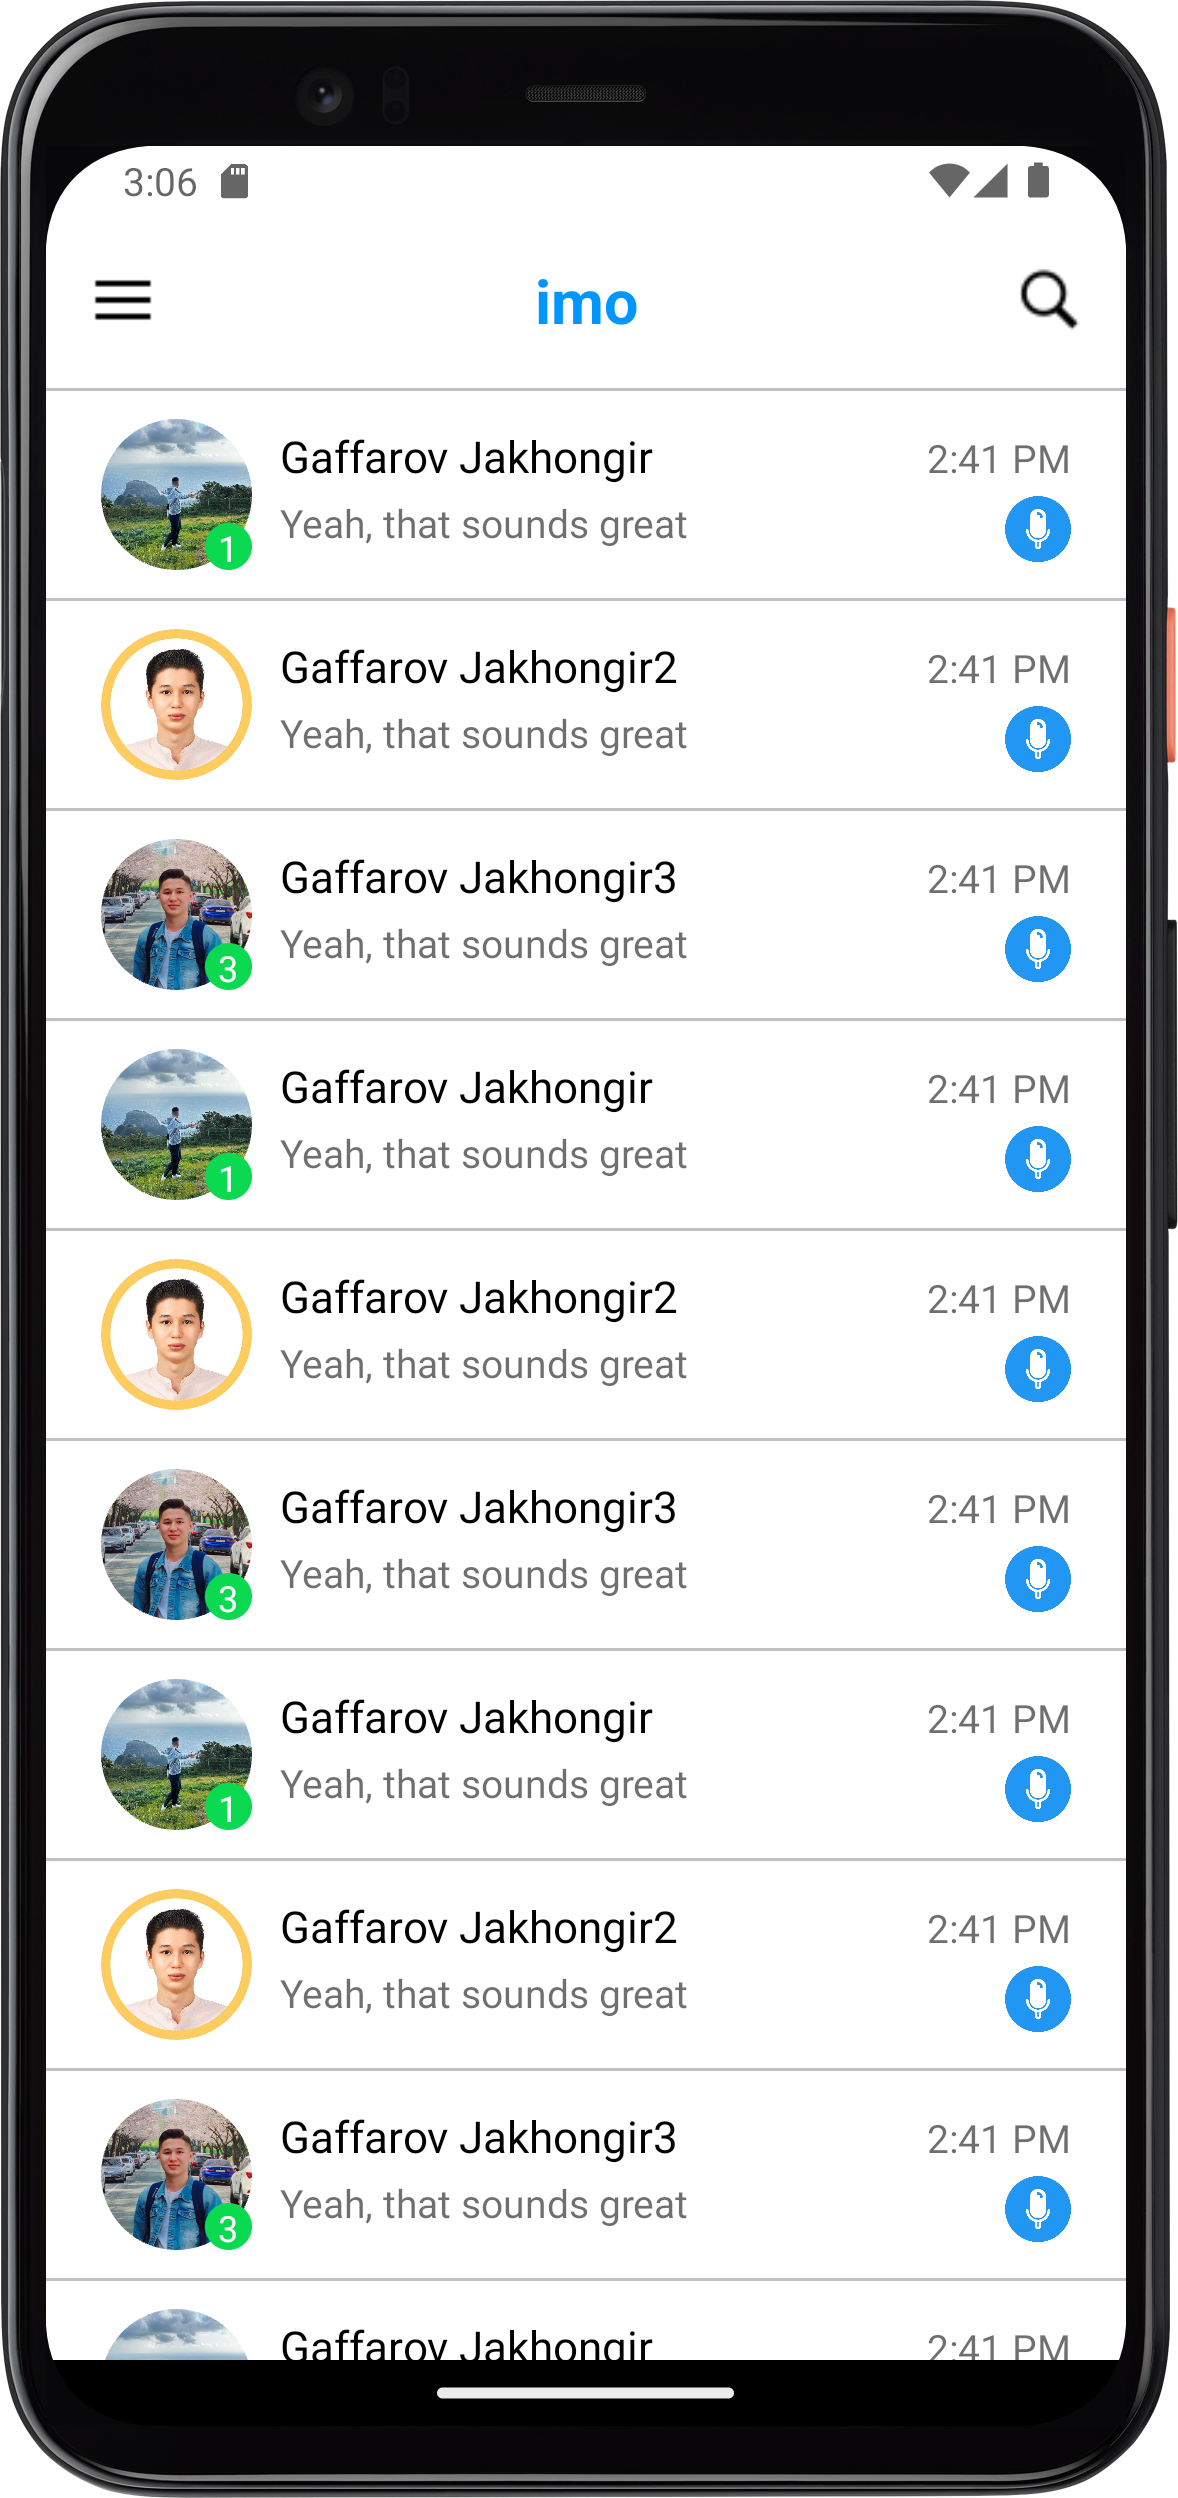 3:06
imo
Gaffarov Jakhongir 2:41 PM
Yeah, that sounds great
1
Gaffarov Jakhongir2 2:41 PM
Yeah, that sounds great
Gaffarov Jakhongir3 2:41 PM
Yeah, that sounds great
3
Gaffarov Jakhongir 2:41 PM
Yeah, that sounds great
1
Gaffarov Jakhongir2 2:41 PM
Yeah, that sounds great
Gaffarov Jakhongir3 2:41 PM
Yeah, that sounds great
3
Gaffarov Jakhongir 2:41 PM
Yeah, that sounds great
1
Gaffarov Jakhongir2 2:41 PM
Yeah, that sounds great
Gaffarov Jakhongir3 2:41 PM
Yeah, that sounds great
3
Gaffarov Jakhongir 2:41 PM